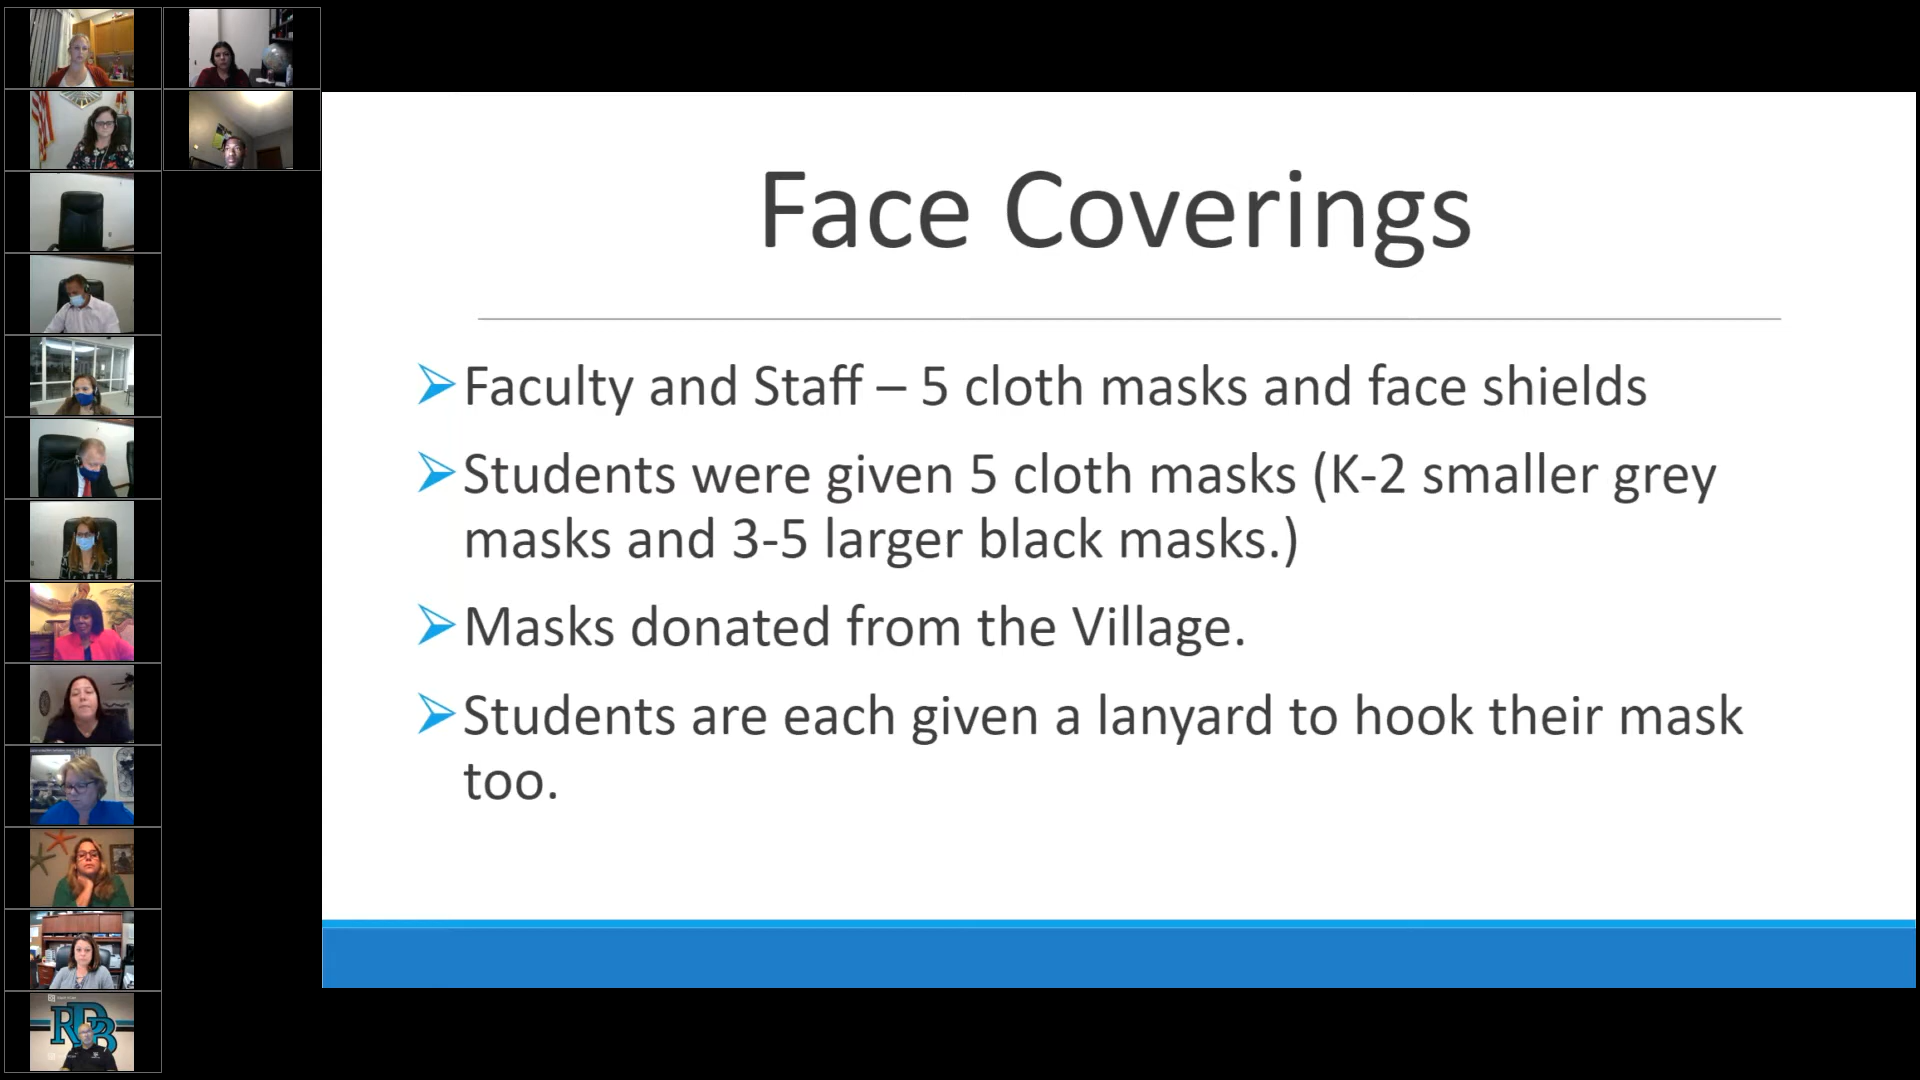 Face Coverings
Faculty and Staff – 5 cloth masks and face shields
Students were given 5 cloth masks (K-2 smaller grey
masks and 3-5 larger black masks.)
Masks donated from the Village.
Students are each given a lanyard to hook their mask
too.